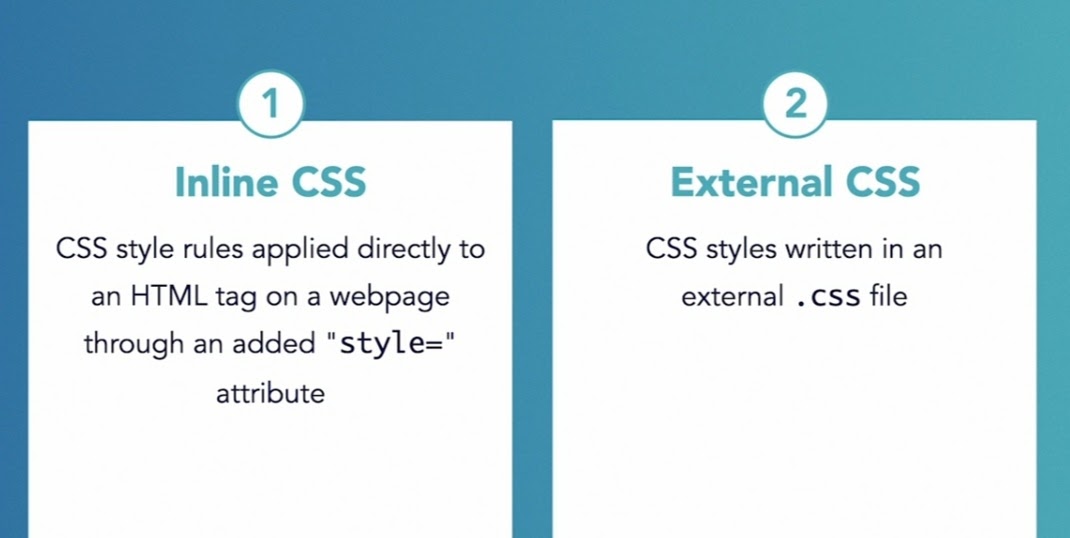 1
Inline CSS
CSS style rules applied directly to
an HTML tag on a webpage
through an added "style="
attribute
2
External CSS
CSS styles written in an
external .css file